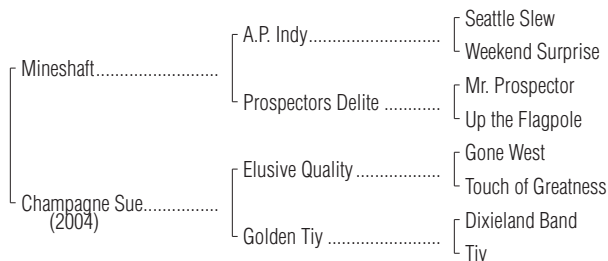 Seattle Slew
A.P. Indy..................................
Weekend Surprise
Mineshaft...............................
Mr. Prospector
Prospectors Delite ...............
Up the Flagpole
Gone West
Elusive Quality ......................
Touch of Greatness
Champagne Sue...................
(2004)
Dixieland Band
Golden Tiy .............................
Tiy